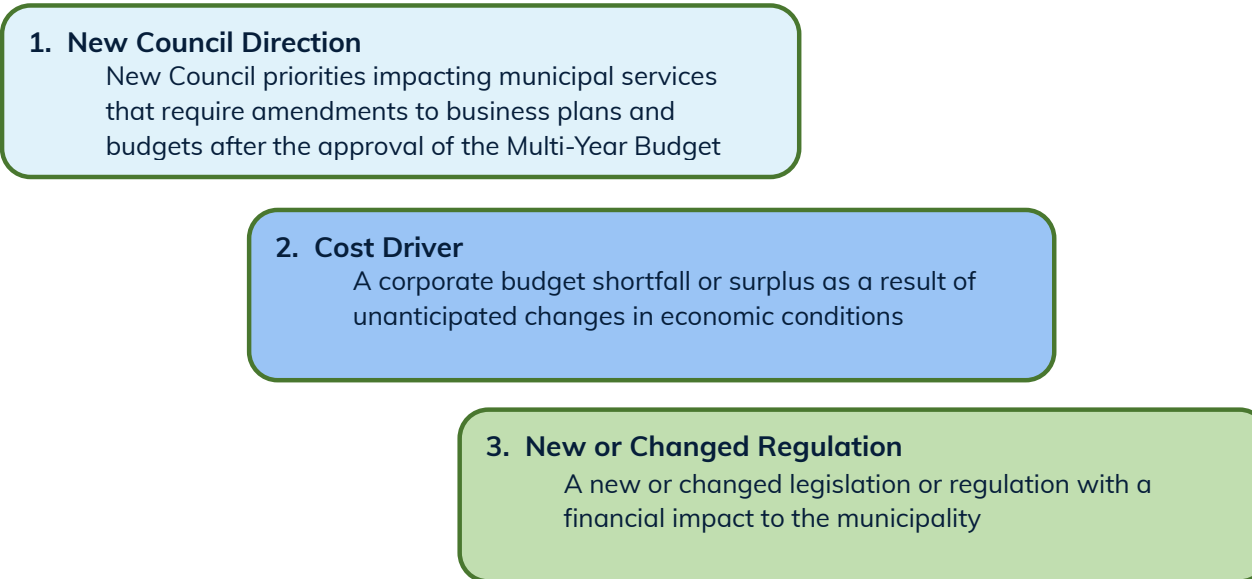 1. New Council Direction
New Council priorities impacting municipal services
that require amendments to business plans and
budgets after the approval of the Multi-Year Budget
2. Cost Driver
A corporate budget shortfall or surplus as a result of
unanticipated changes in economic conditions
3. New or Changed Regulation
A new or changed legislation or regulation with a
financial impact to the municipality